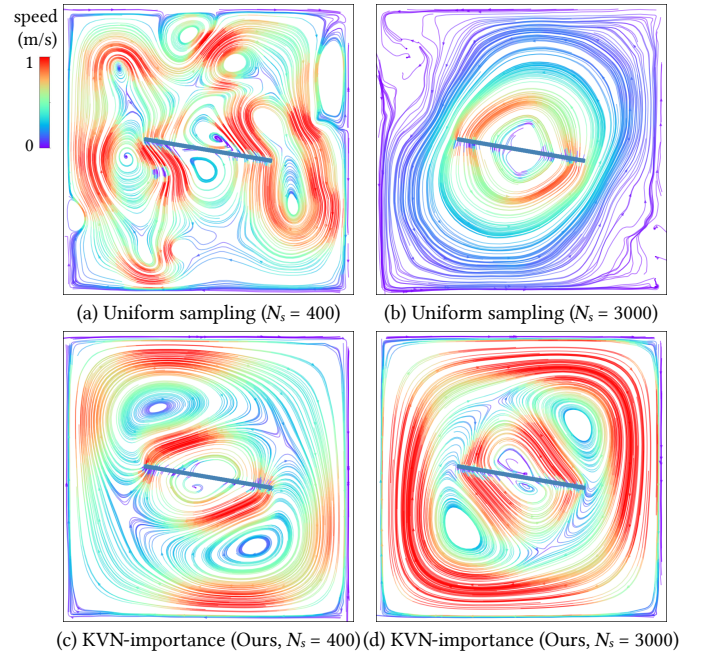 speed
(m/s)
1
0
(a) Uniform sampling (Nₛ = 400)
(b) Uniform sampling (Nₛ = 3000)
(c) KVN-importance (Ours, Nₛ = 400)
(d) KVN-importance (Ours, Nₛ = 3000)